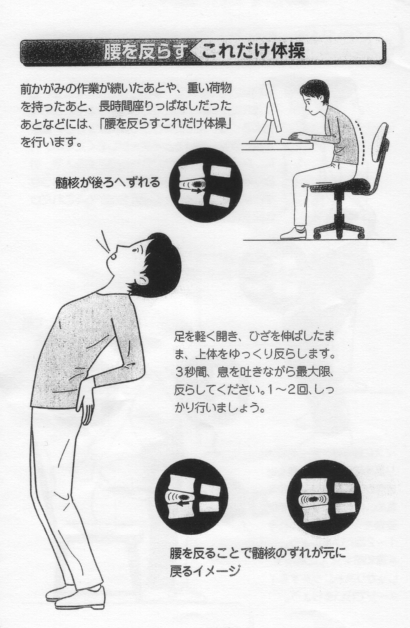 腰を反らす これだけ体操
前かがみの作業が続いたあとや、重い荷物
を持ったあと、長時間座りっぱなしだった
あとなどには、「腰を反らすこれだけ体操」
を行います。
髄核が後ろへずれる
足を軽く開き、ひざを伸ばしたま
ま、上体をゆっくり反らします。
3秒間、息を吐きながら最大限、
反らしてください。1〜2回、しっ
かり行いましょう。
腰を反ることで髄核のずれが元に
戻るイメージ